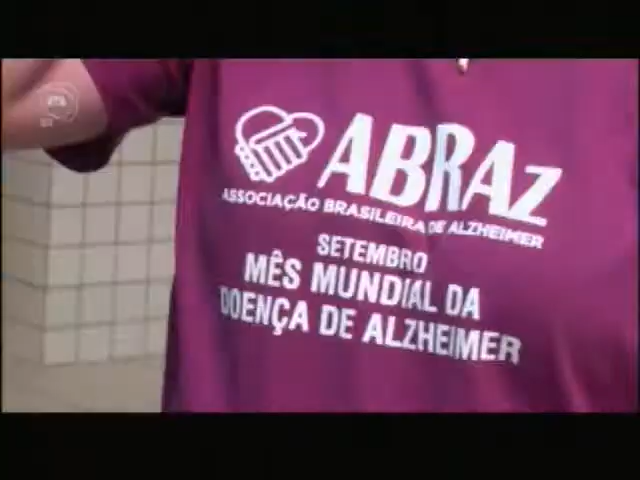 ABRAZ
ASSOCIAÇÃO BRASILEIRA DE ALZHEIMER
SETEMBRO
MÊS MUNDIAL DA
DOENÇA DE ALZHEIMER